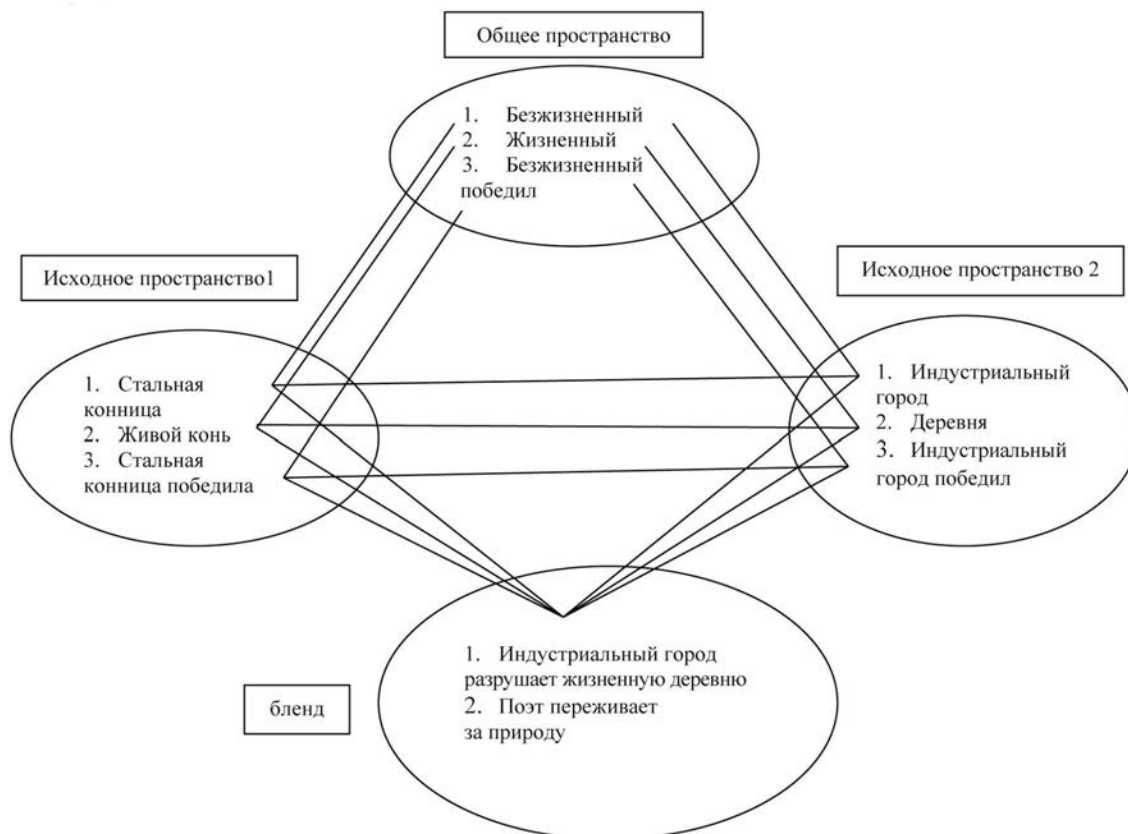 Общее пространство
1. Безжизненный
2. Жизненный
3. Безжизненный
победил
Исходное пространство1
1. Стальная
конница
2. Живой конь
3. Стальная
конница победила
Исходное пространство 2
1. Индустриальный
город
2. Деревня
3. Индустриальный
город победил
бленд
1. Индустриальный город
разрушает жизненную деревню
2. Поэт переживает
за природу